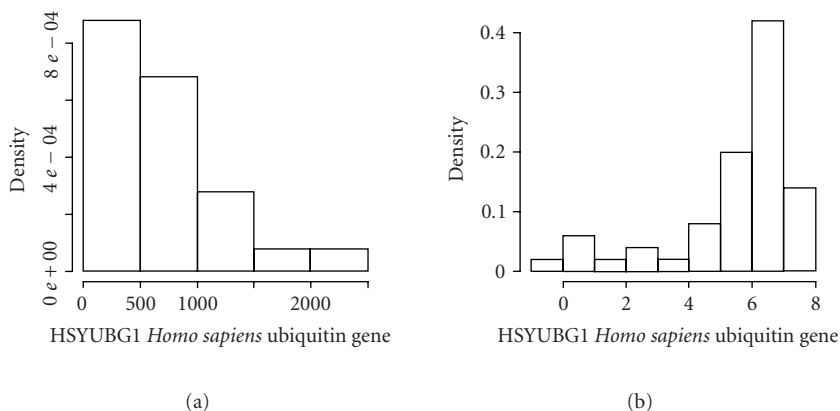 8 e − 04
4 e − 04
0 e + 00
Density
0 500 1000 2000
HSYUBG1 Homo sapiens ubiquitin gene
(a)
0.4
0.3
0.2
0.1
0
Density
0 2 4 6 8
HSYUBG1 Homo sapiens ubiquitin gene
(b)